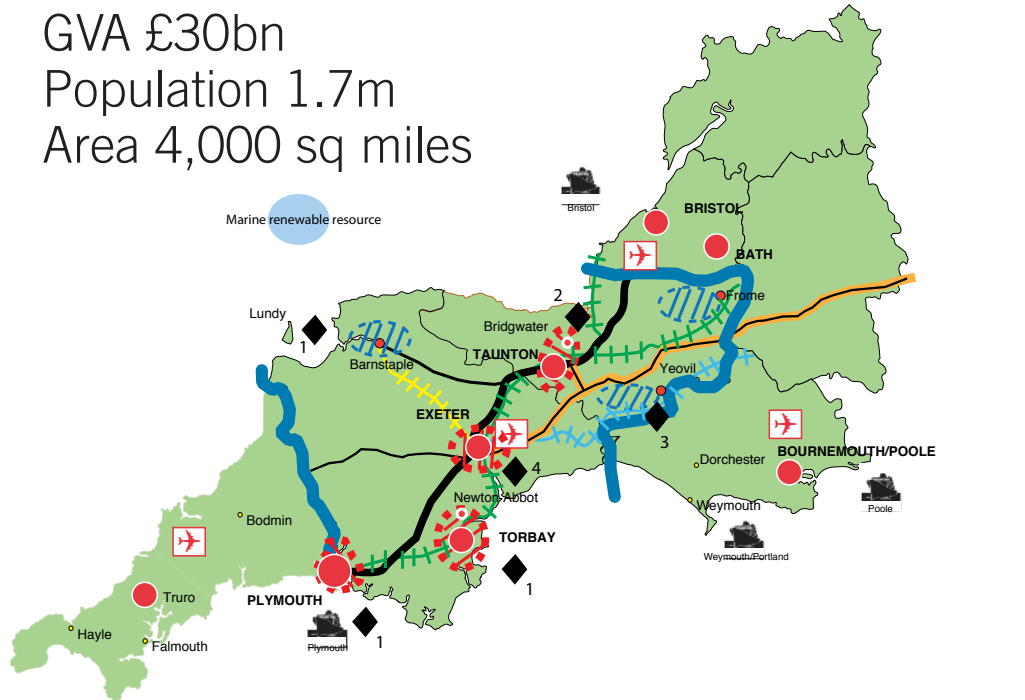 GVA £30bn
Population 1.7m
Area 4,000 sq miles
Bristol
BRISTOL
Marine renewable resource
BATH
Frome
2
Lundy
Bridgwater
1
TAUNTON
Barnstaple
Yeovil
EXETER
3
BOURNEMOUTH/POOLE
Dorchester
4
Newton Abbot
Weymouth
Poole
Bodmin
TORBAY
Weymouth/Portland
1
PLYMOUTH
Truro
Hayle
Falmouth
Plymouth
1